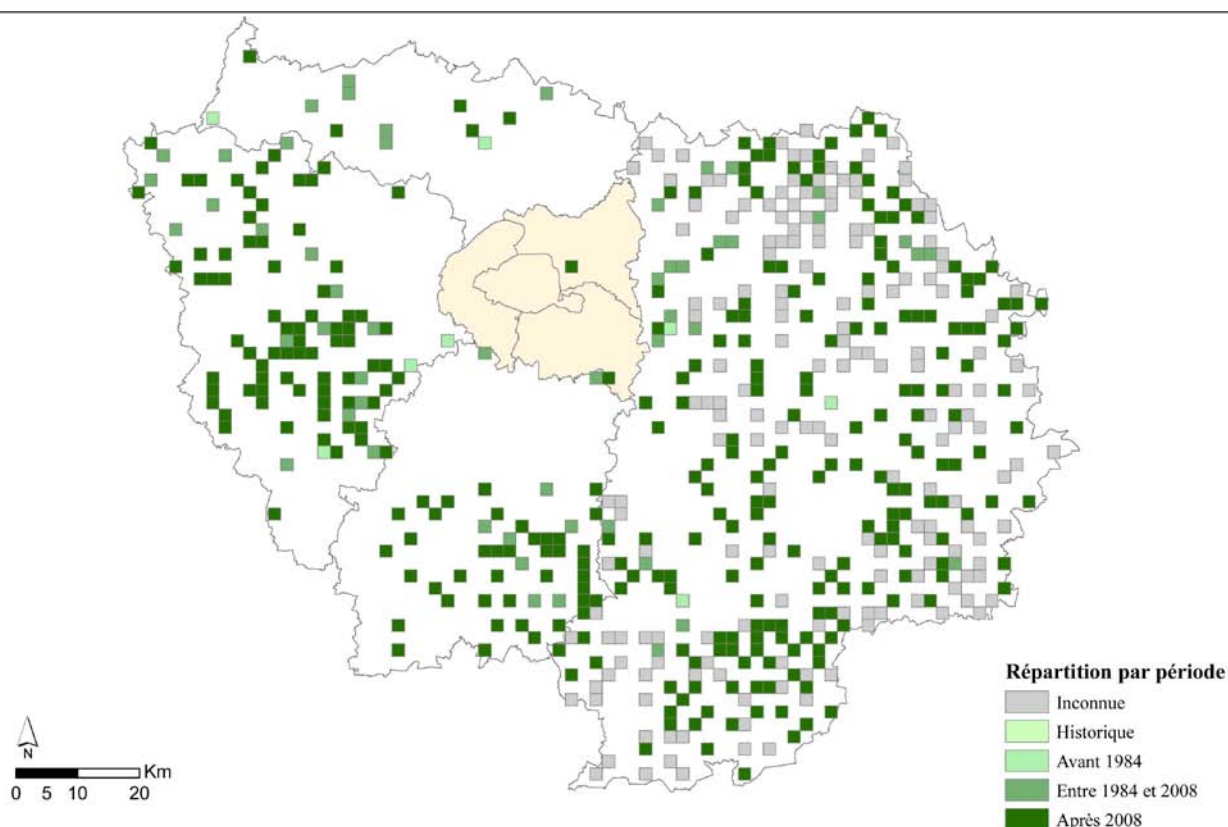 Répartition par période
Inconnue
Historique
Avant 1984
Entre 1984 et 2008
Après 2008
N
Km
0 5 10 20